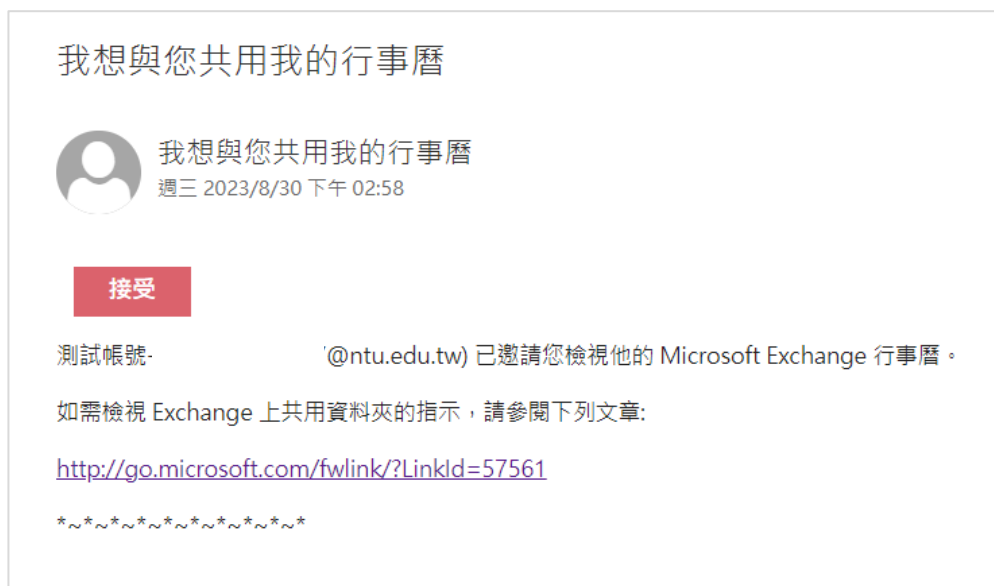 我想與您共用我的行事曆
我想與您共用我的行事曆
週三 2023/8/30 下午 02:58
接受
測試帳號- '@ntu.edu.tw) 已邀請您檢視他的 Microsoft Exchange 行事曆。
如需檢視 Exchange 上共用資料夾的指示，請參閱下列文章:
http://go.microsoft.com/fwlink/?LinkId=57561
*~*~*~*~*~*~*~*~*~*